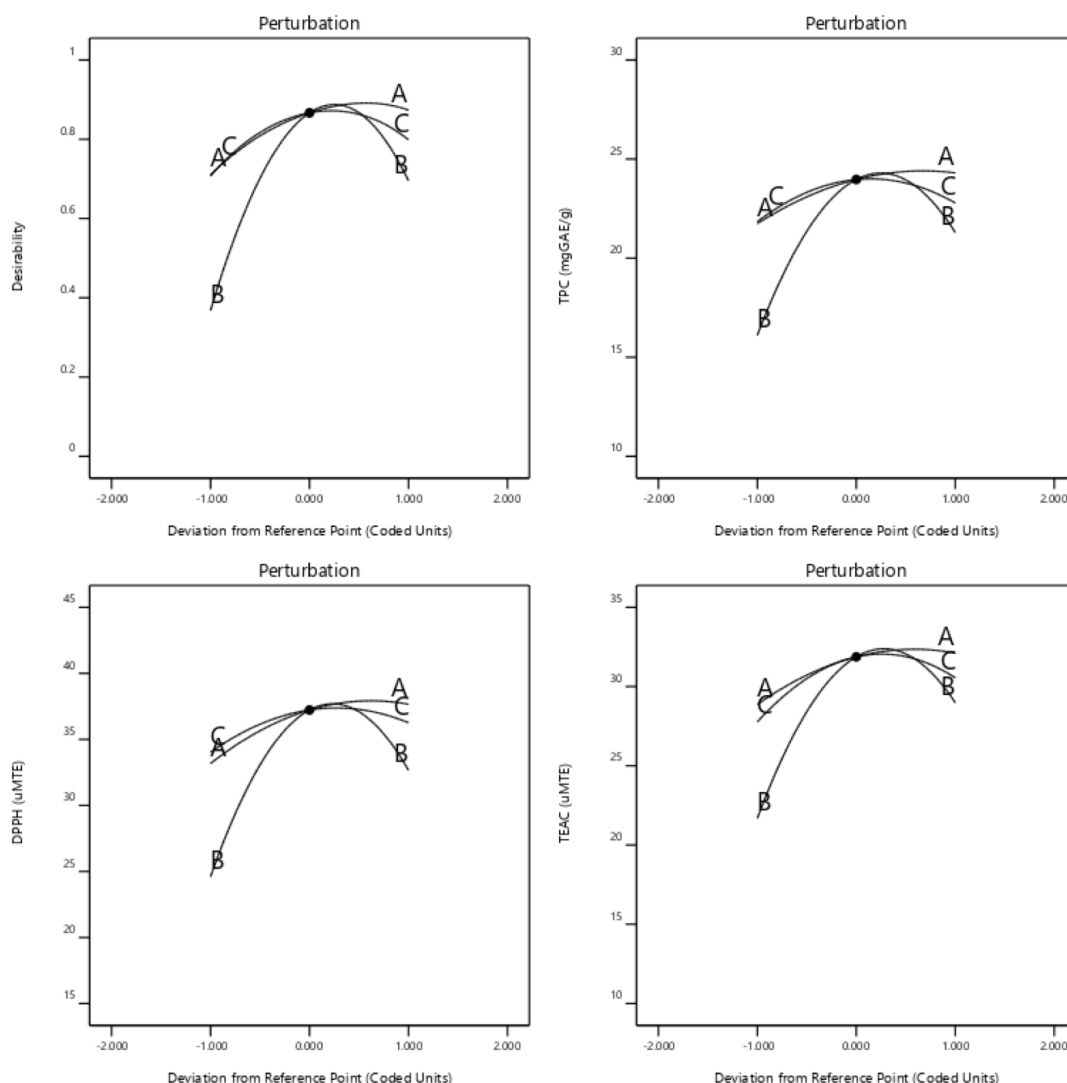 Perturbation
1
0.8
0.6
0.4
0.2
0
Desirability
A
C
B
A
C
B
-2.000 -1.000 0.000 1.000 2.000
Deviation from Reference Point (Coded Units)
Perturbation
30
25
20
15
10
TPC (mgGAE/g)
A
C
B
A
C
B
-2.000 -1.000 0.000 1.000 2.000
Deviation from Reference Point (Coded Units)
Perturbation
45
40
35
30
25
20
15
DPPH (uMTE)
C
A
B
A
C
B
-2.000 -1.000 0.000 1.000 2.000
Deviation from Reference Point (Coded Units)
Perturbation
35
30
25
20
15
10
TEAC (uMTE)
A
C
B
A
C
B
-2.000 -1.000 0.000 1.000 2.000
Deviation from Reference Point (Coded Units)